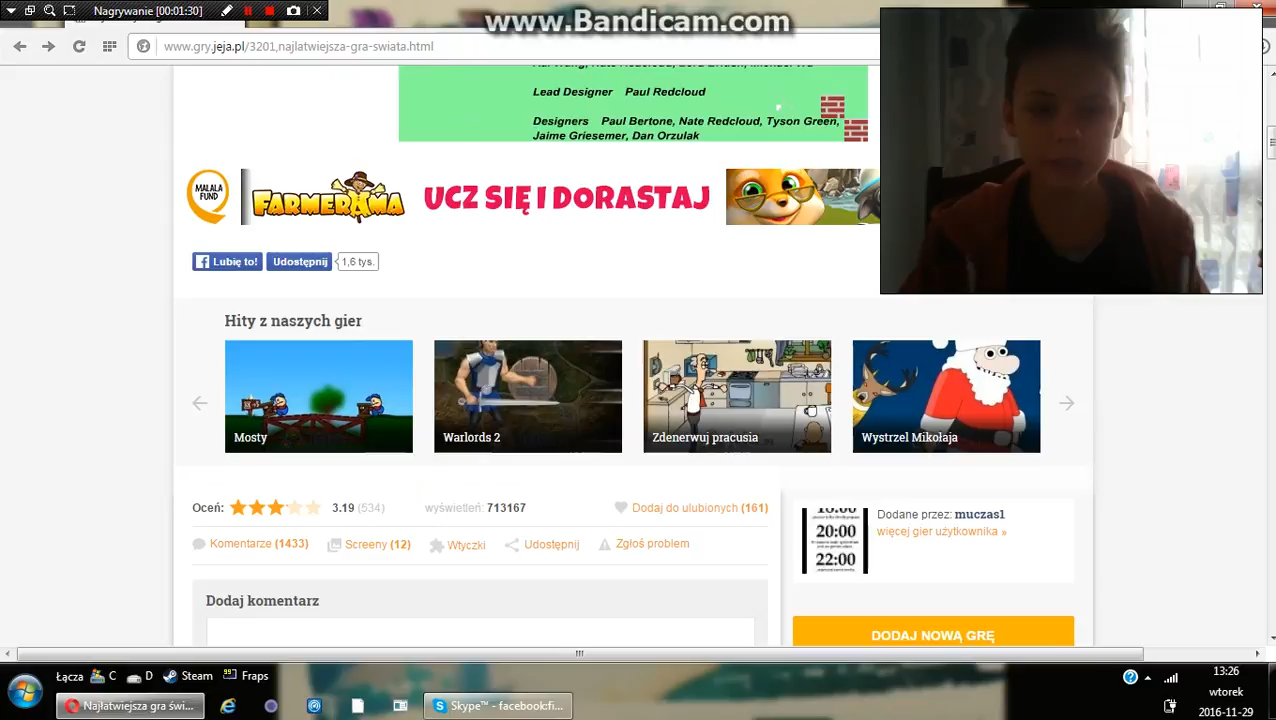 Nagrywanie [00:01:30]
www.Bandicam.com
www.gry.jeja.pl/3201,najlatwiejsza-gra-swiata.html
Lead Designer Paul Redcloud
Designers Paul Bertone, Nate Redcloud, Tyson Green,
Jaime Griesemer, Dan Orzulak
MALALA
FUND
FARMERAMA
UCZ SIĘ I DORASTAJ
Lubię to!
Udostępnij
1,6 tys.
Hity z naszych gier
Mosty
Warlords 2
Zdenerwuj pracusia
Wystrzel Mikołaja
Oceń:
3.19 (534)
wyświetleń: 713167
Dodaj do ulubionych (161)
Komentarze (1433)
Screeny (12)
Wtyczki
Udostępnij
Zgłoś problem
20:00
22:00
Dodane przez: muczas1
więcej gier użytkownika »
Dodaj komentarz
DODAJ NOWĄ GRĘ
Łącza
C
D
Steam
Fraps
Najłatwiejsza gra świ...
Skype™ - facebook:fi...
13:26
wtorek
2016-11-29